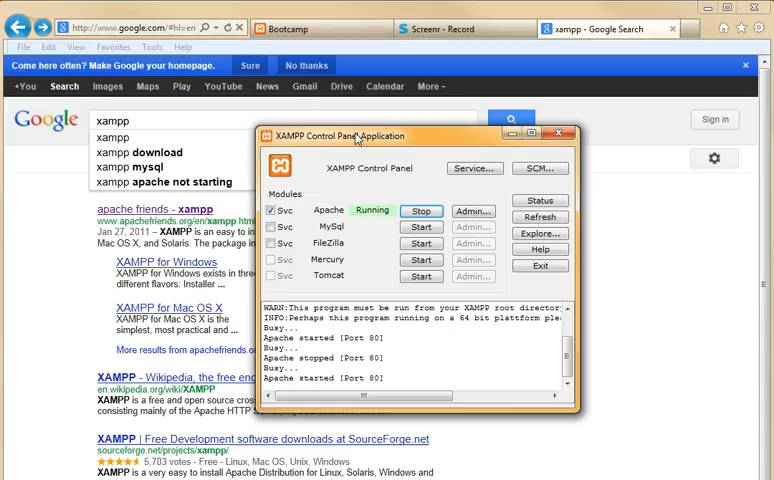 http://www.google.com/#hl=en
Bootcamp
Screenr - Record
xampp - Google Search
File Edit View Favorites Tools Help
Come here often? Make Google your homepage. Sure No thanks
+You Search Images Maps Play YouTube News Gmail Drive Calendar More
Google xampp Sign in
xampp
xampp download
xampp mysql
xampp apache not starting
apache friends - xampp
www.apachefriends.org/en/xampp.htm
Jan 27, 2011 — XAMPP is an easy to
Mac OS X, and Solaris. The package in
XAMPP for Windows
XAMPP for Windows exists in three
different flavors: Installer ...
XAMPP for Mac OS X
XAMPP for Mac OS X is the
simplest, most practical and ...
More results from apachefriends.org
XAMPP - Wikipedia, the free enc
en.wikipedia.org/wiki/XAMPP
XAMPP is a free and open source cross
consisting mainly of the Apache HTTP
XAMPP | Free Development software downloads at SourceForge.net
sourceforge.net/projects/xampp/
5,703 votes - Free - Linux, Mac OS, Unix, Windows
XAMPP is a very easy to install Apache Distribution for Linux, Solaris, Windows and
XAMPP Control Panel Application
XAMPP Control Panel Service... SCM...
Modules
Svc Apache Running Stop Admin...
Svc MySql Start Admin...
Svc FileZilla Start Admin...
Svc Mercury Start Admin...
Svc Tomcat Start Admin...
Status
Refresh
Explore...
Help
Exit
WARN:This program must be run from your XAMPP root director
INFO:Perhaps this program running on a 64 bit plattform plea
Busy...
Apache started [Port 80]
Busy...
Apache stopped [Port 80]
Busy...
Apache started [Port 80]